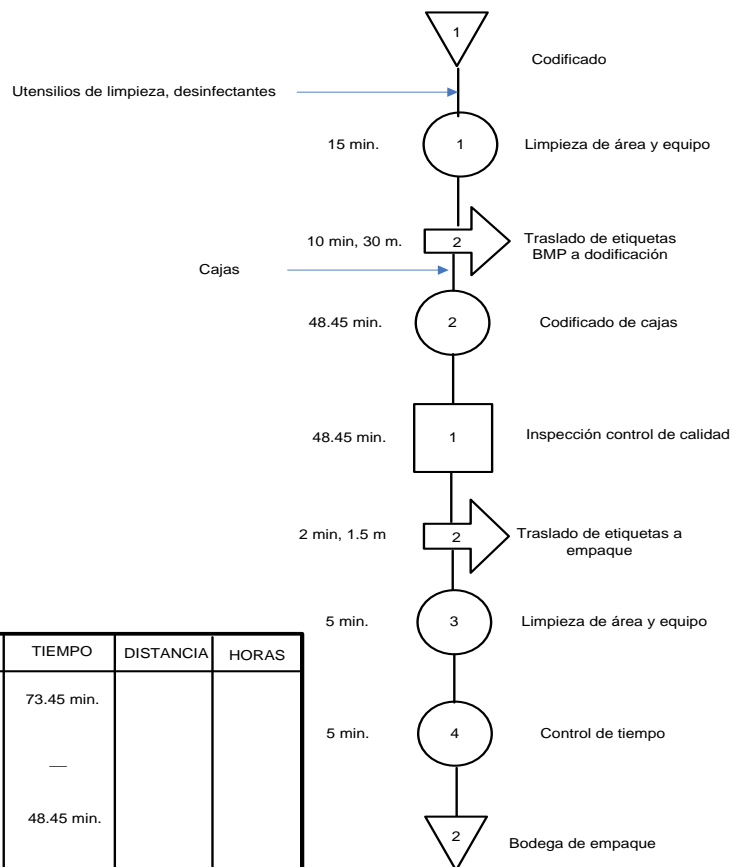 1
Codificado
Utensilios de limpieza, desinfectantes
15 min.
1
Limpieza de área y equipo
10 min, 30 m.
2
Traslado de etiquetas
BMP a dodificación
Cajas
48.45 min.
2
Codificado de cajas
48.45 min.
1
Inspección control de calidad
2 min, 1.5 m
2
Traslado de etiquetas a
empaque
5 min.
3
Limpieza de área y equipo
5 min.
4
Control de tiempo
2
Bodega de empaque
TIEMPO DISTANCIA HORAS
73.45 min.
—
48.45 min.